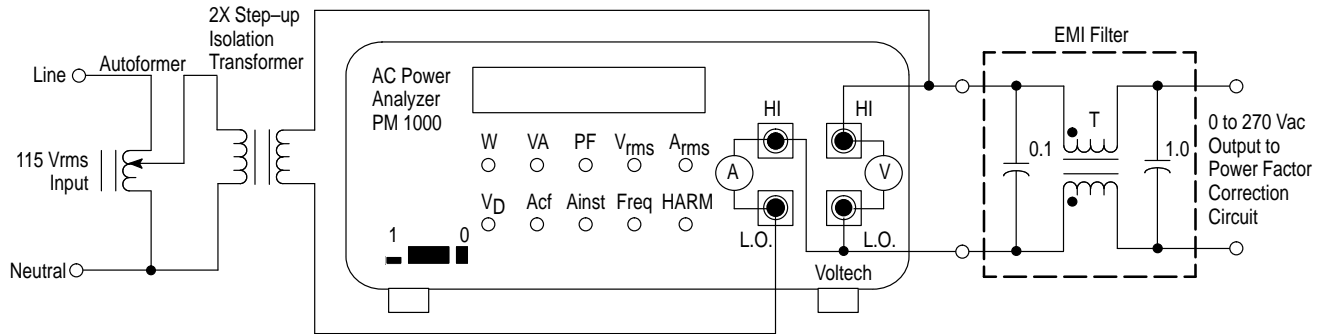 2X Step–up
Isolation
Transformer
Autoformer
Line
115 Vrms
Input
Neutral
AC Power
Analyzer
PM 1000
W VA PF Vrms Arms
VD Acf Ainst Freq HARM
1 0
HI HI
A V
L.O. L.O.
Voltech
EMI Filter
0.1
T
1.0
0 to 270 Vac
Output to
Power Factor
Correction
Circuit